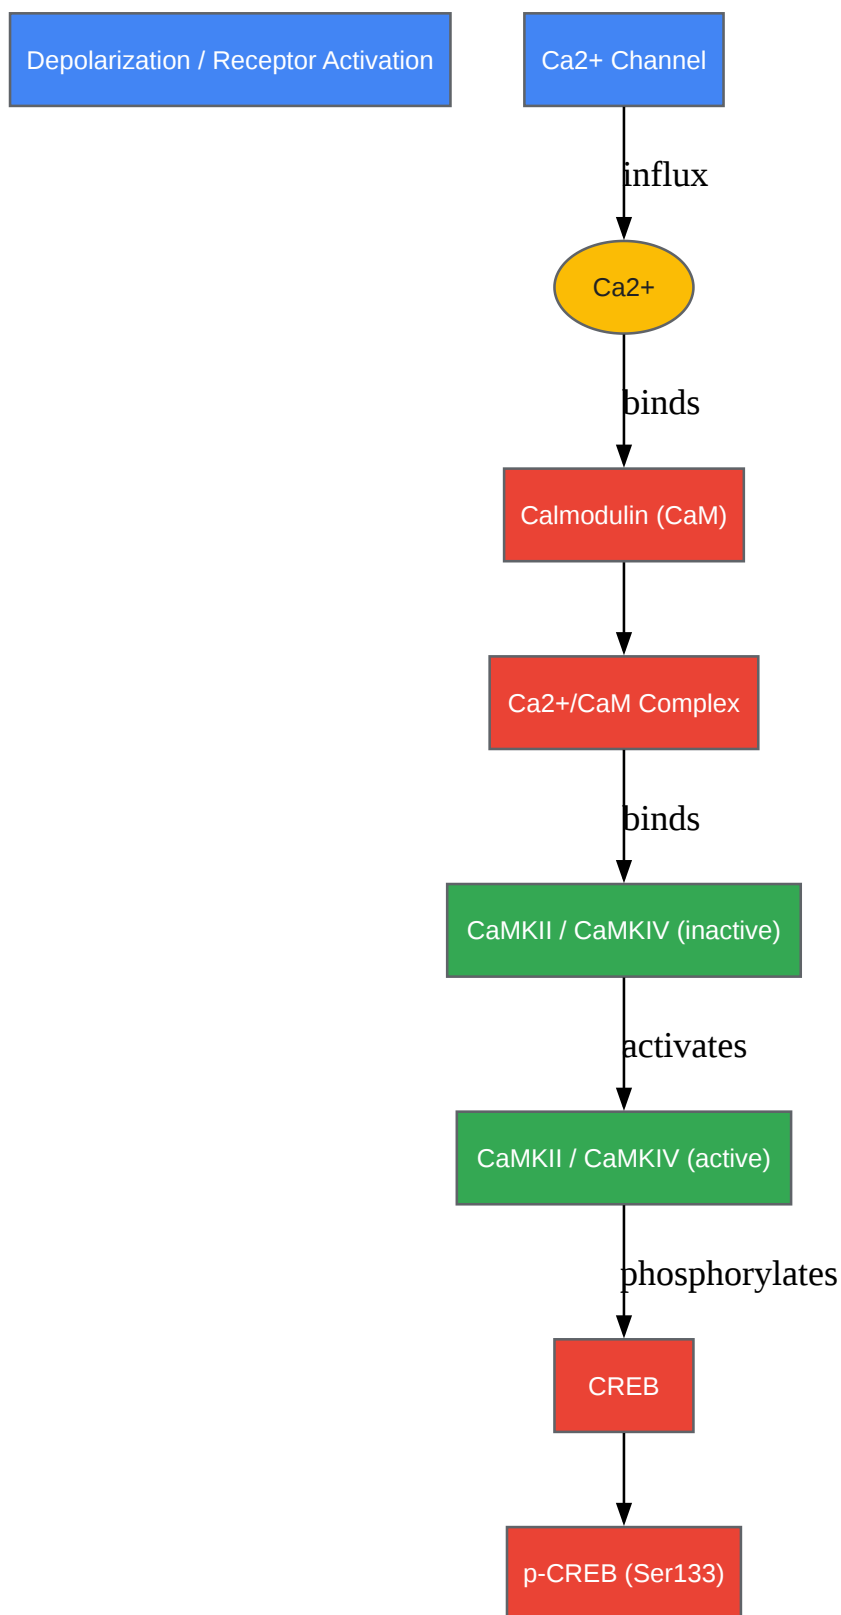 Depolarization / Receptor Activation
Ca2+ Channel
influx
Ca2+
binds
Calmodulin (CaM)
Ca2+/CaM Complex
binds
CaMKII / CaMKIV (inactive)
activates
CaMKII / CaMKIV (active)
phosphorylates
CREB
p-CREB (Ser133)